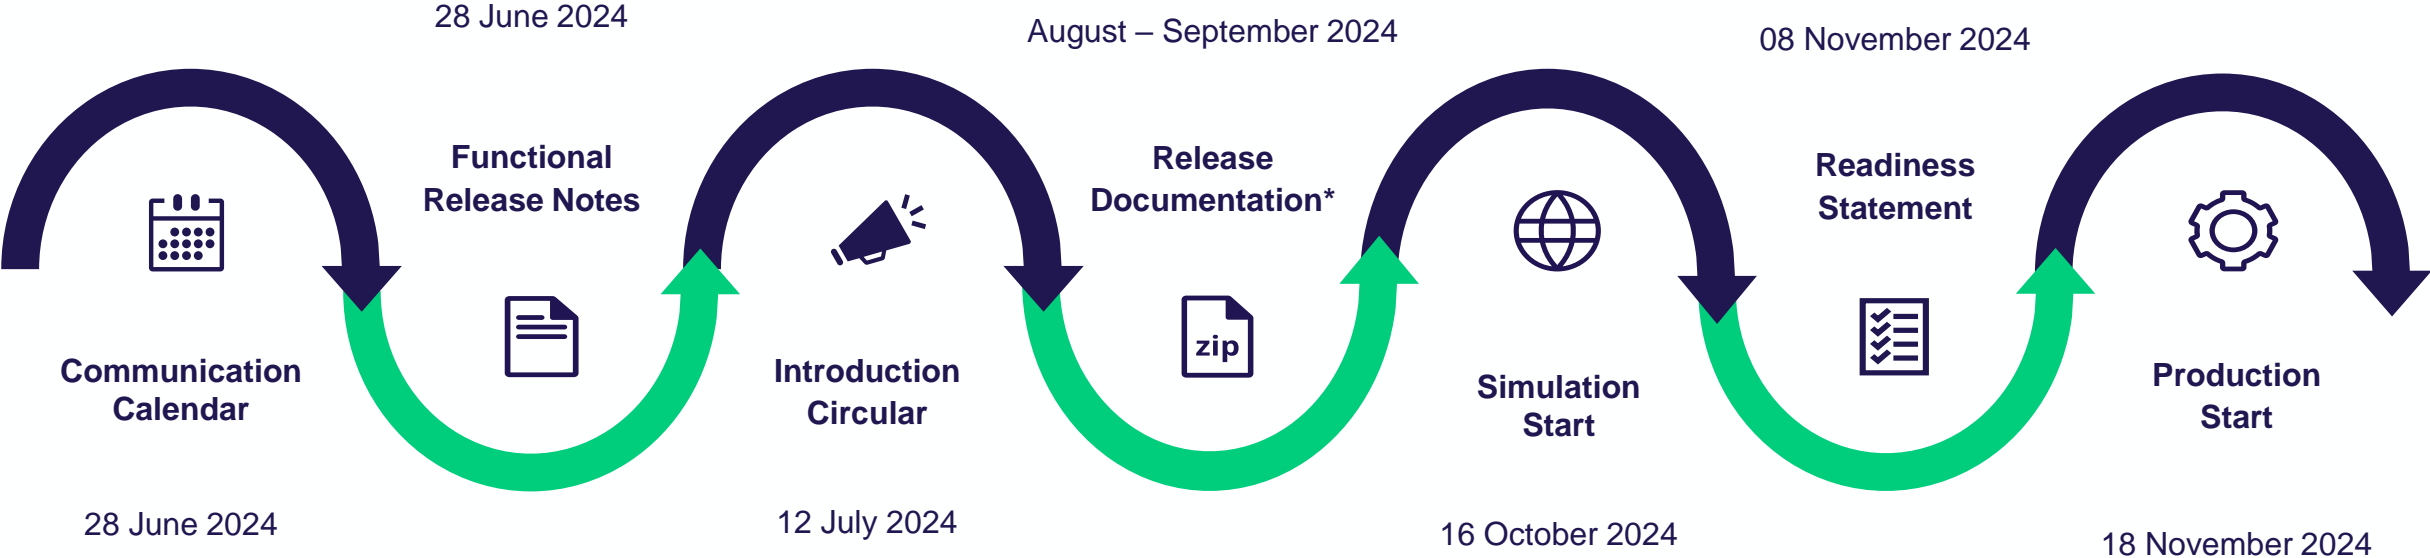 28 June 2024
August – September 2024
08 November 2024
Functional
Release Notes
Release
Documentation*
Readiness
Statement
zip
Communication
Calendar
Introduction
Circular
Simulation
Start
Production
Start
28 June 2024
12 July 2024
16 October 2024
18 November 2024